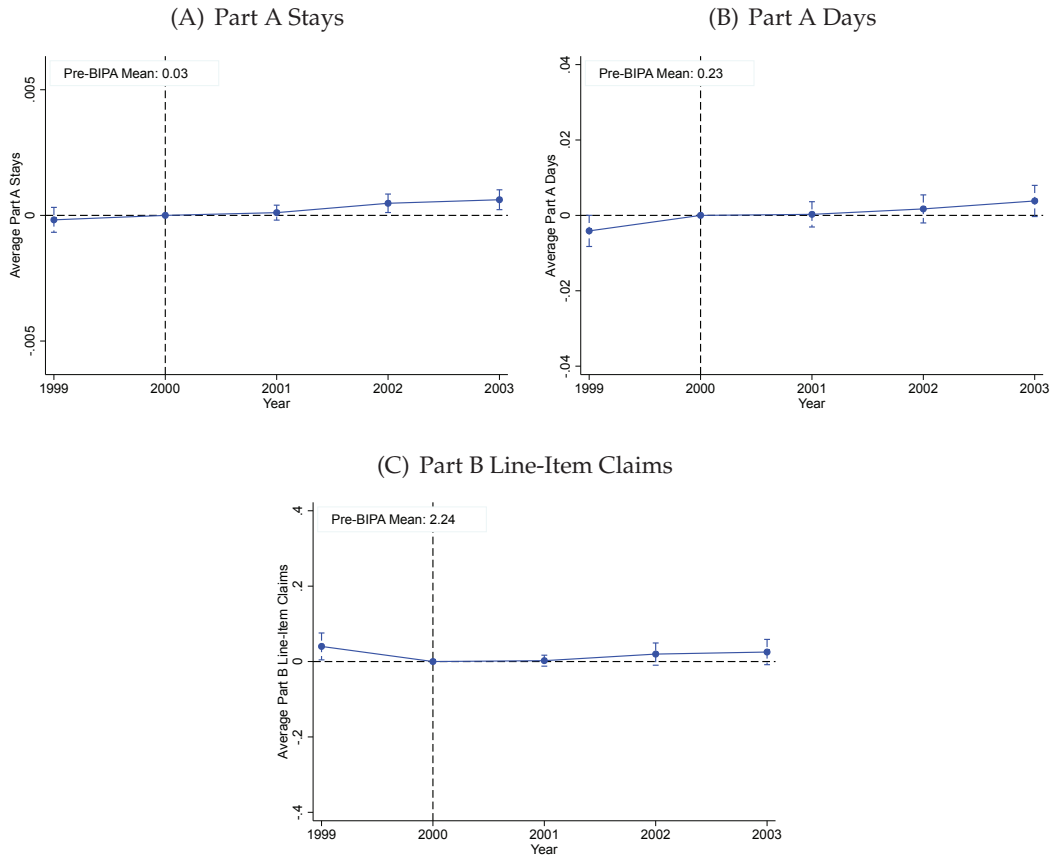 (A) Part A Stays
Pre-BIPA Mean: 0.03
Average Part A Stays
.005
0
-.005
1999 2000 2001 2002 2003
Year
(B) Part A Days
Pre-BIPA Mean: 0.23
Average Part A Days
.04
.02
0
-.02
-.04
1999 2000 2001 2002 2003
Year
(C) Part B Line-Item Claims
Pre-BIPA Mean: 2.24
Average Part B Line-Item Claims
.4
.2
0
-.2
-.4
1999 2000 2001 2002 2003
Year